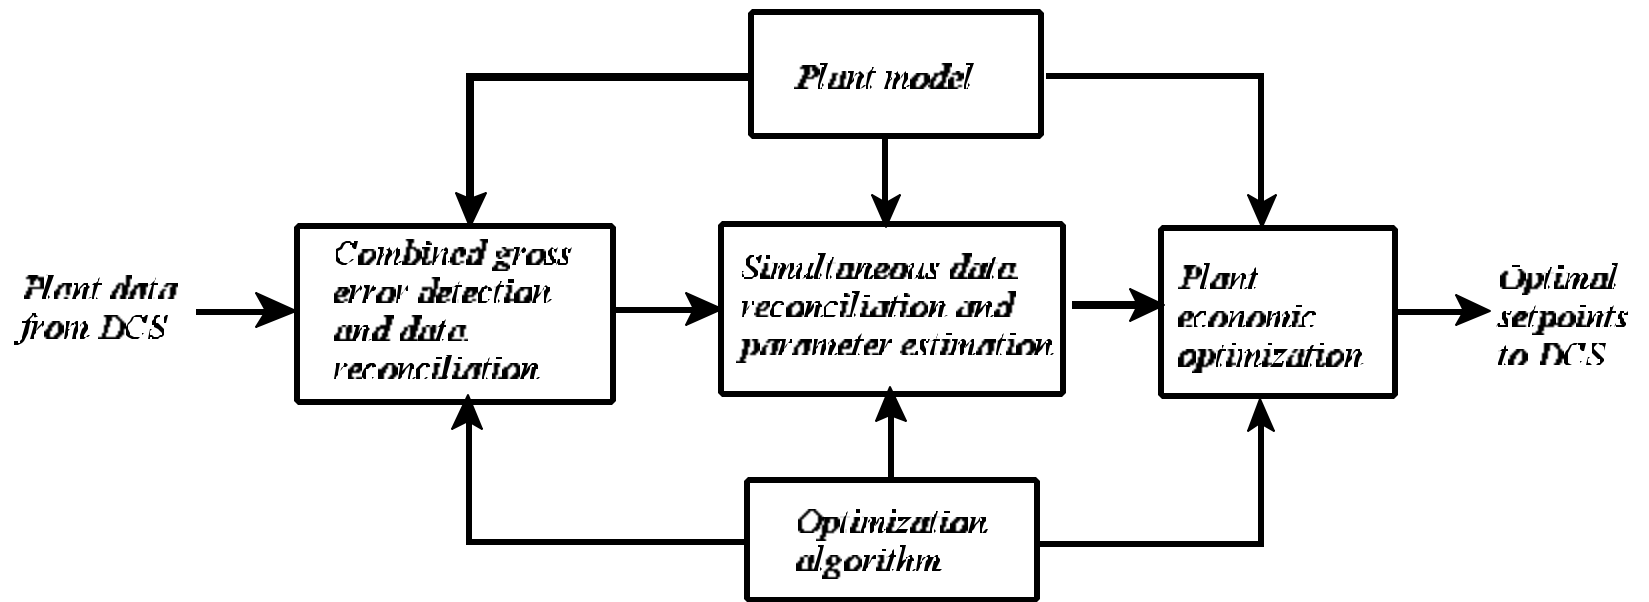 Plant model
Plant data
from DCS
Combined gross
error detection
and data
reconciliation
Simultaneous data
reconciliation and
parameter estimation
Plant
economic
optimization
Optimal
setpoints
to DCS
Optimization
algorithm